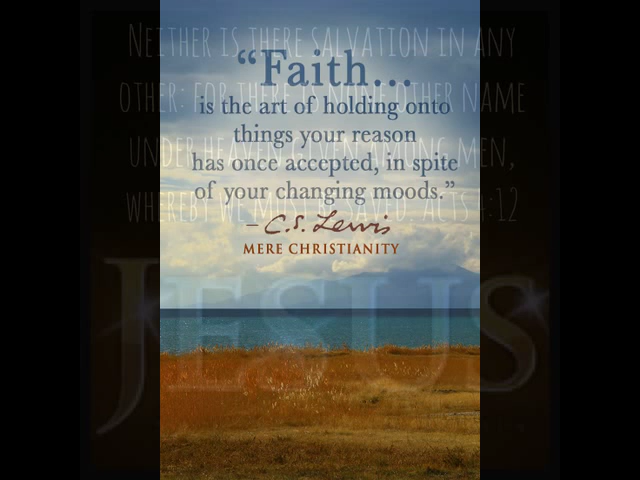 NEITHER IS THERE SALVATION IN ANY
OTHER: FOR THERE IS NONE OTHER NAME
UNDER HEAVEN GIVEN AMONG MEN,
WHEREBY WE MUST BE SAVED. ACTS 4:12
“Faith...
is the art of holding onto
things your reason
has once accepted, in spite
of your changing moods.”
– C.S. Lewis
MERE CHRISTIANITY
JESUS